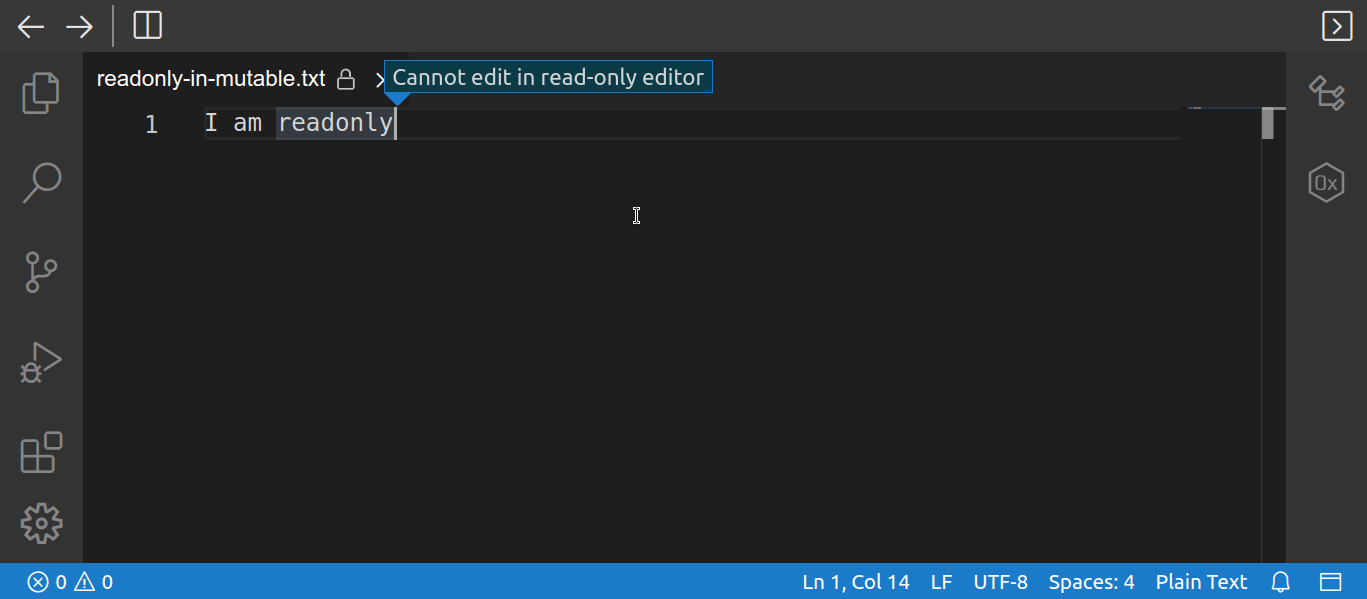 readonly-in-mutable.txt
Cannot edit in read-only editor
1 I am readonly
0x
0 0 Ln 1, Col 14 LF UTF-8 Spaces: 4 Plain Text